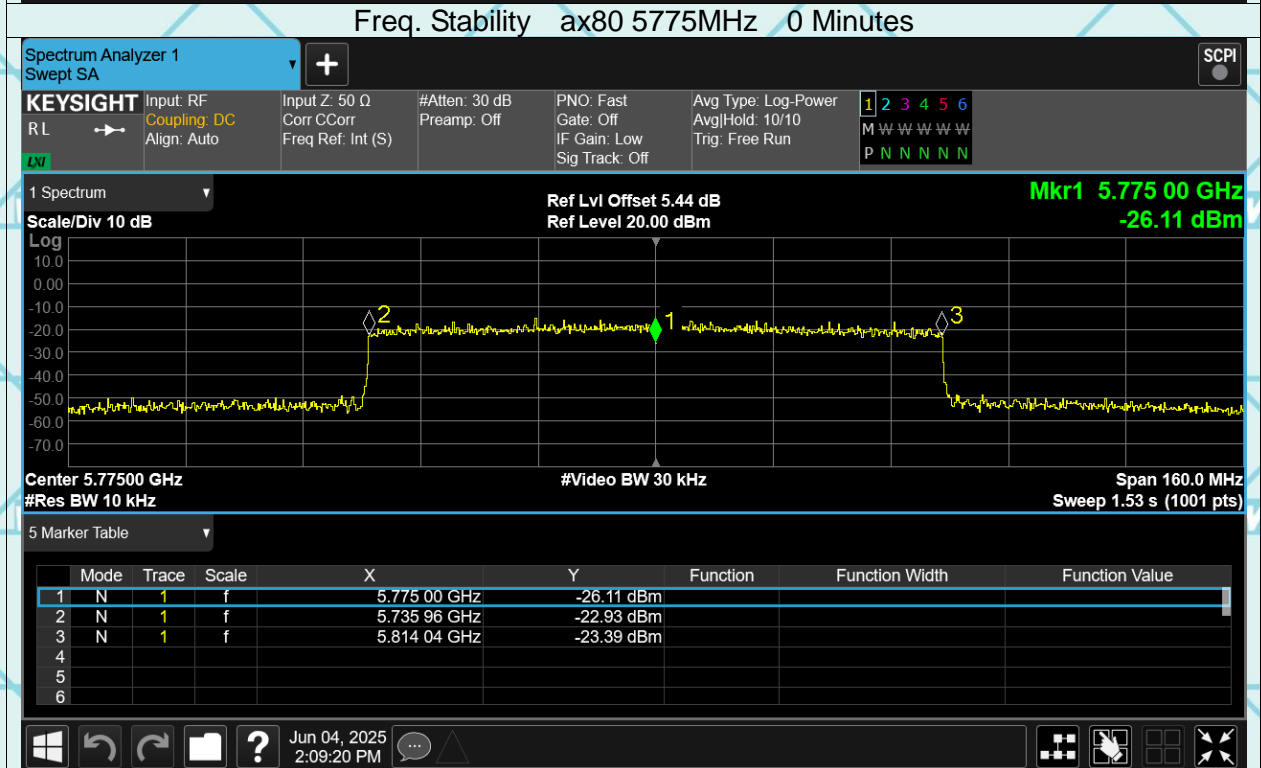 Freq. Stability ax80 5775MHz 0 Minutes
Spectrum Analyzer 1
Swept SA
▼
+
SCPI
KEYSIGHT
RL
LXI
Input: RF
Coupling: DC
Align: Auto
Input Z: 50 Ω
Corr CCorr
Freq Ref: Int (S)
#Atten: 30 dB
Preamp: Off
PNO: Fast
Gate: Off
IF Gain: Low
Sig Track: Off
Avg Type: Log-Power
Avg|Hold: 10/10
Trig: Free Run
1 2 3 4 5 6
M W W W W W W
P N N N N N N
1 Spectrum ▼
Scale/Div 10 dB
Ref Lvl Offset 5.44 dB
Ref Level 20.00 dBm
Mkr1 5.775 00 GHz
-26.11 dBm
Log
10.0
0.00
-10.0
-20.0
-30.0
-40.0
-50.0
-60.0
-70.0
2
1
3
Center 5.77500 GHz #Video BW 30 kHz Span 160.0 MHz
#Res BW 10 kHz Sweep 1.53 s (1001 pts)
5 Marker Table ▼
Mode Trace Scale X Y Function Function Width Function Value
1 N 1 f 5.775 00 GHz -26.11 dBm
2 N 1 f 5.735 96 GHz -22.93 dBm
3 N 1 f 5.814 04 GHz -23.39 dBm
4
5
6
?
Jun 04, 2025
2:09:20 PM
...